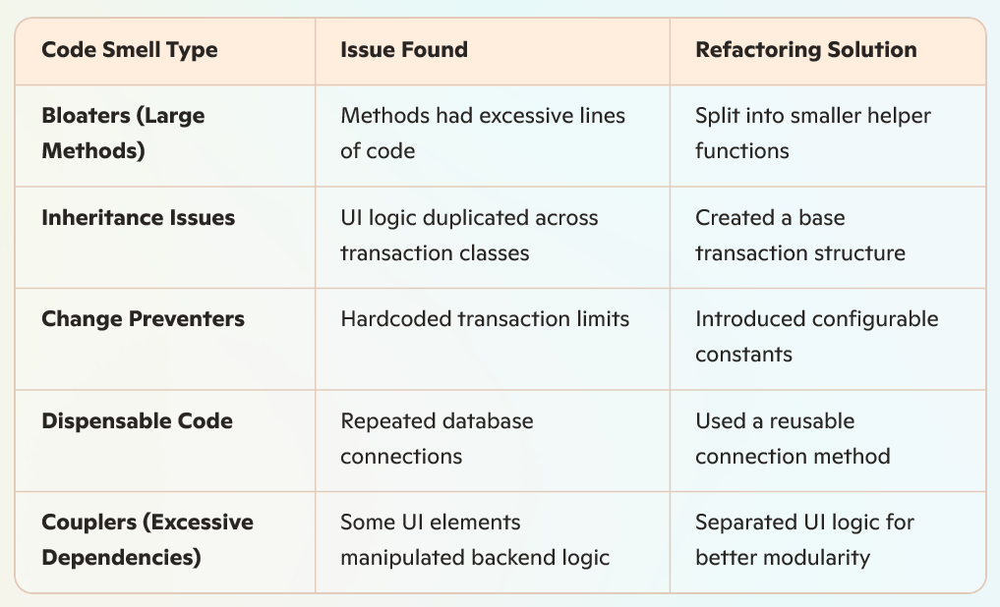 Code Smell Type
Issue Found
Refactoring Solution
Bloaters (Large
Methods)
Methods had excessive lines
of code
Split into smaller helper
functions
Inheritance Issues
UI logic duplicated across
transaction classes
Created a base
transaction structure
Change Preventers
Hardcoded transaction limits
Introduced configurable
constants
Dispensable Code
Repeated database
connections
Used a reusable
connection method
Couplers (Excessive
Dependencies)
Some UI elements
manipulated backend logic
Separated UI logic for
better modularity